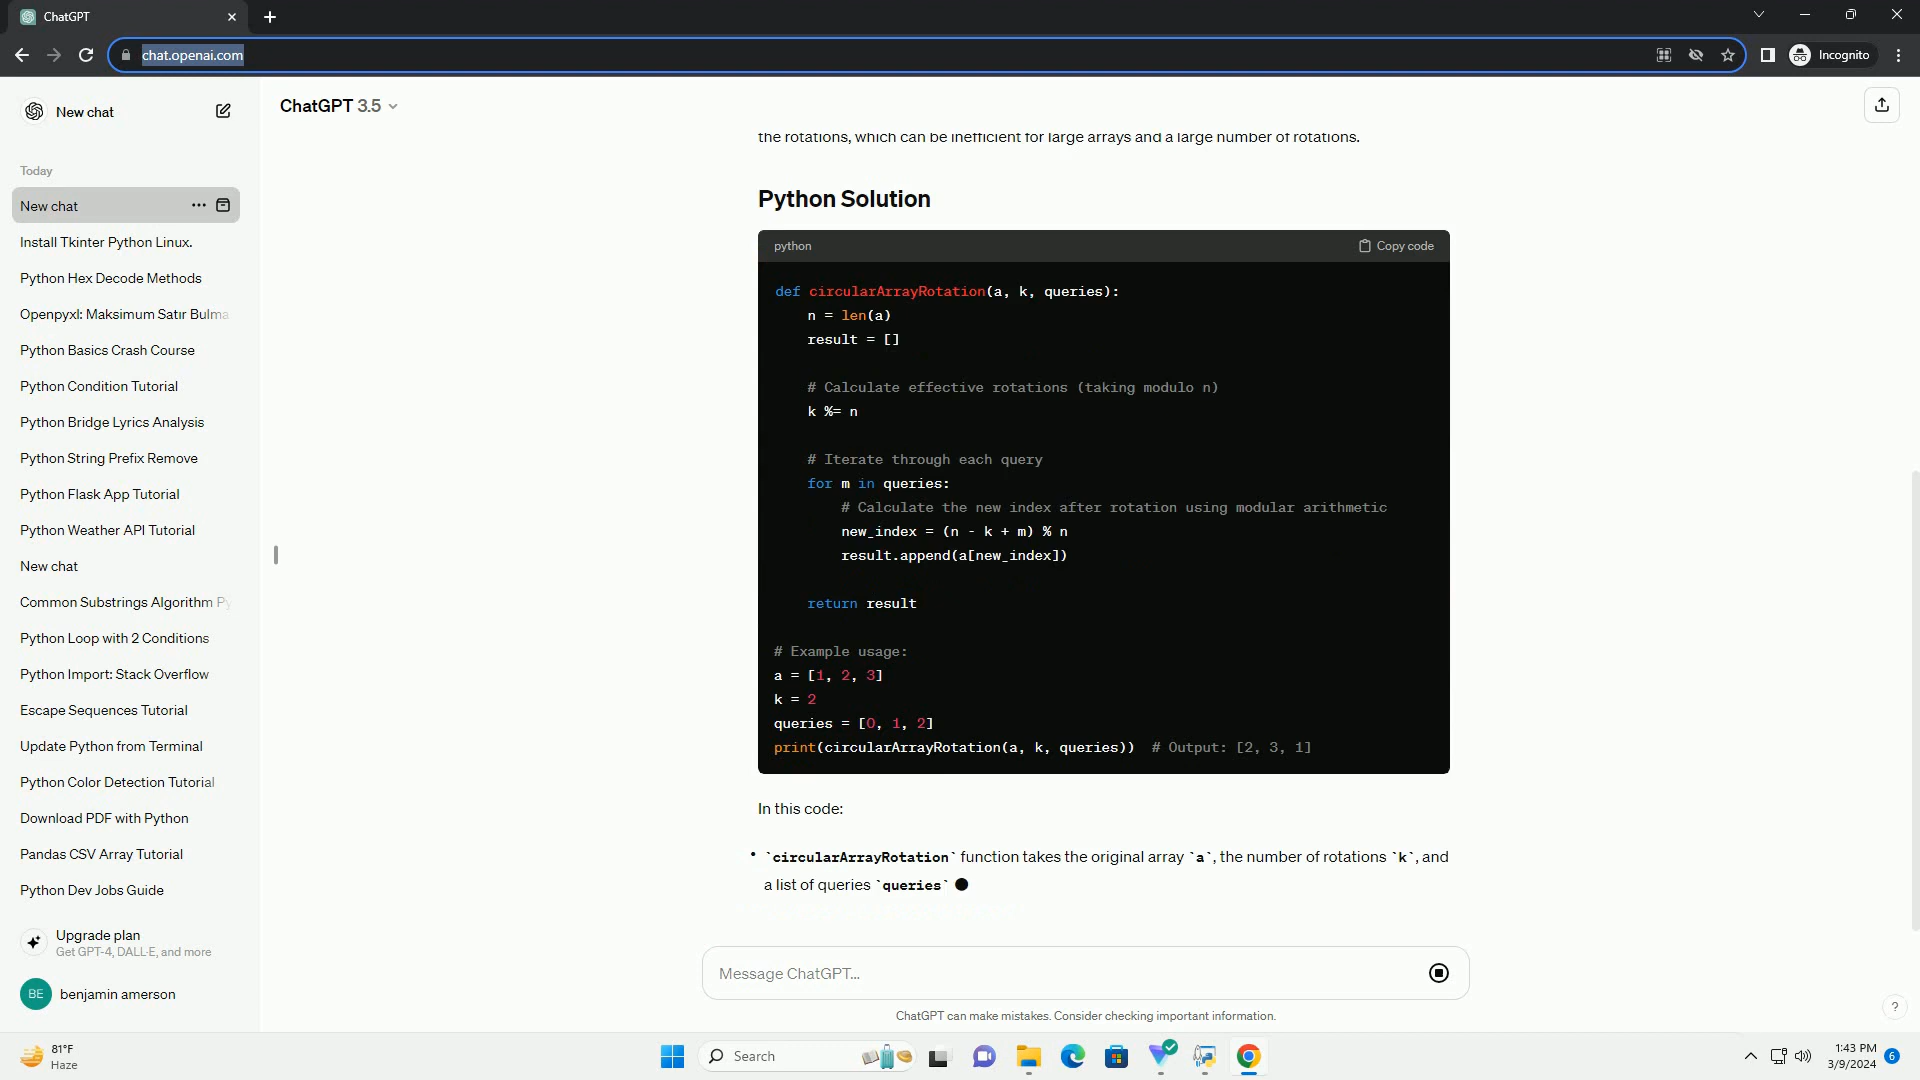 ChatGPT
chat.openai.com
Incognito
New chat
Today
New chat
Install Tkinter Python Linux.
Python Hex Decode Methods
Openpyxl: Maksimum Satır Bulma
Python Basics Crash Course
Python Condition Tutorial
Python Bridge Lyrics Analysis
Python String Prefix Remove
Python Flask App Tutorial
Python Weather API Tutorial
New chat
Common Substrings Algorithm Py
Python Loop with 2 Conditions
Python Import: Stack Overflow
Escape Sequences Tutorial
Update Python from Terminal
Python Color Detection Tutorial
Download PDF with Python
Pandas CSV Array Tutorial
Python Dev Jobs Guide
Upgrade plan
Get GPT-4, DALL·E, and more
BE benjamin amerson
ChatGPT 3.5
the rotations, which can be inefficient for large arrays and a large number of rotations.
Python Solution
python Copy code
def circularArrayRotation(a, k, queries):
n = len(a)
result = []
# Calculate effective rotations (taking modulo n)
k %= n
# Iterate through each query
for m in queries:
# Calculate the new index after rotation using modular arithmetic
new_index = (n - k + m) % n
result.append(a[new_index])
return result
# Example usage:
a = [1, 2, 3]
k = 2
queries = [0, 1, 2]
print(circularArrayRotation(a, k, queries)) # Output: [2, 3, 1]
In this code:
• `circularArrayRotation` function takes the original array `a`, the number of rotations `k`, and
a list of queries `queries`
Message ChatGPT...
ChatGPT can make mistakes. Consider checking important information.
?
81°F
Haze
Search
1:43 PM
3/9/2024
6